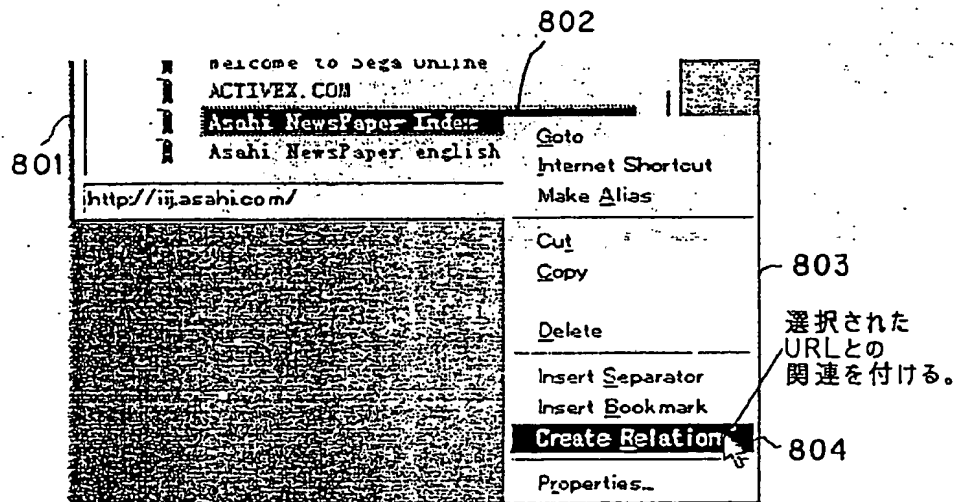 802
Welcome to Sega Online
ACTIVEX.COM
Asahi NewsPaper Index
Asahi NewsPaper english
801
http://iij.asahi.com/
Goto
Internet Shortcut
Make Alias
Cut
Copy
Delete
Insert Separator
Insert Bookmark
Create Relation
Properties...
803
選択された
URLとの
関連を付ける。
804